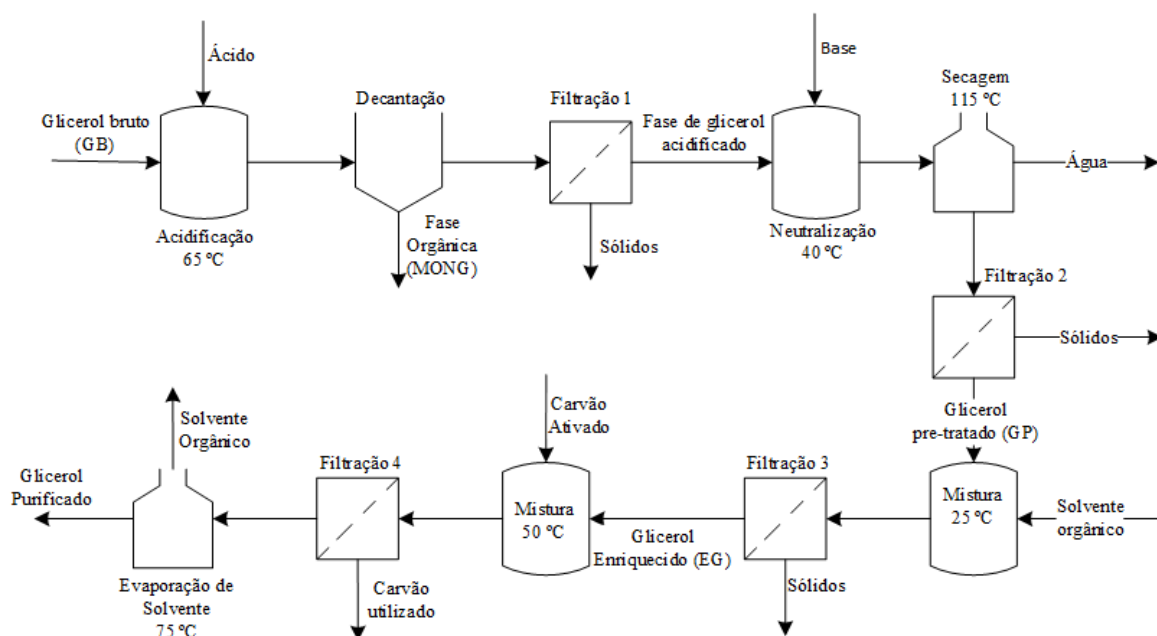 Ácido
Glicerol bruto
(GB)
Acidificação
65 ºC
Decantação
Fase
Orgânica
(MONG)
Filtração 1
Sólidos
Fase de glicerol
acidificado
Base
Neutralização
40 ºC
Secagem
115 ºC
Água
Filtração 2
Sólidos
Glicerol
pre-tratado (GP)
Mistura
25 ºC
Solvente
orgânico
Filtração 3
Sólidos
Glicerol
Enriquecido (EG)
Carvão
Ativado
Mistura
50 ºC
Filtração 4
Carvão
utilizado
Solvente
Orgânico
Glicerol
Purificado
Evaporação de
Solvente
75 ºC